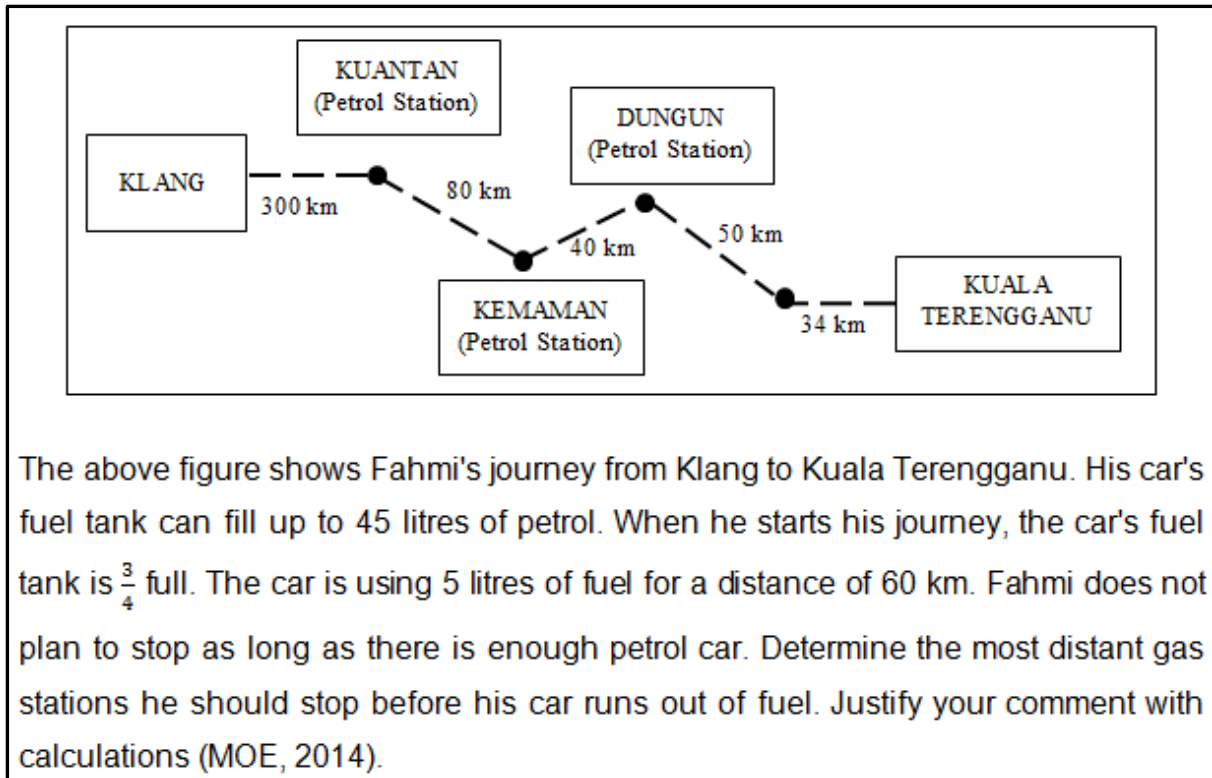 KUANTAN
(Petrol Station)
DUNGUN
(Petrol Station)
KLANG
300 km
80 km
40 km
50 km
KEMAMAN
(Petrol Station)
34 km
KUALA
TERENGGANU
The above figure shows Fahmi's journey from Klang to Kuala Terengganu. His car's
fuel tank can fill up to 45 litres of petrol. When he starts his journey, the car's fuel
tank is 3/4 full. The car is using 5 litres of fuel for a distance of 60 km. Fahmi does not
plan to stop as long as there is enough petrol car. Determine the most distant gas
stations he should stop before his car runs out of fuel. Justify your comment with
calculations (MOE, 2014).